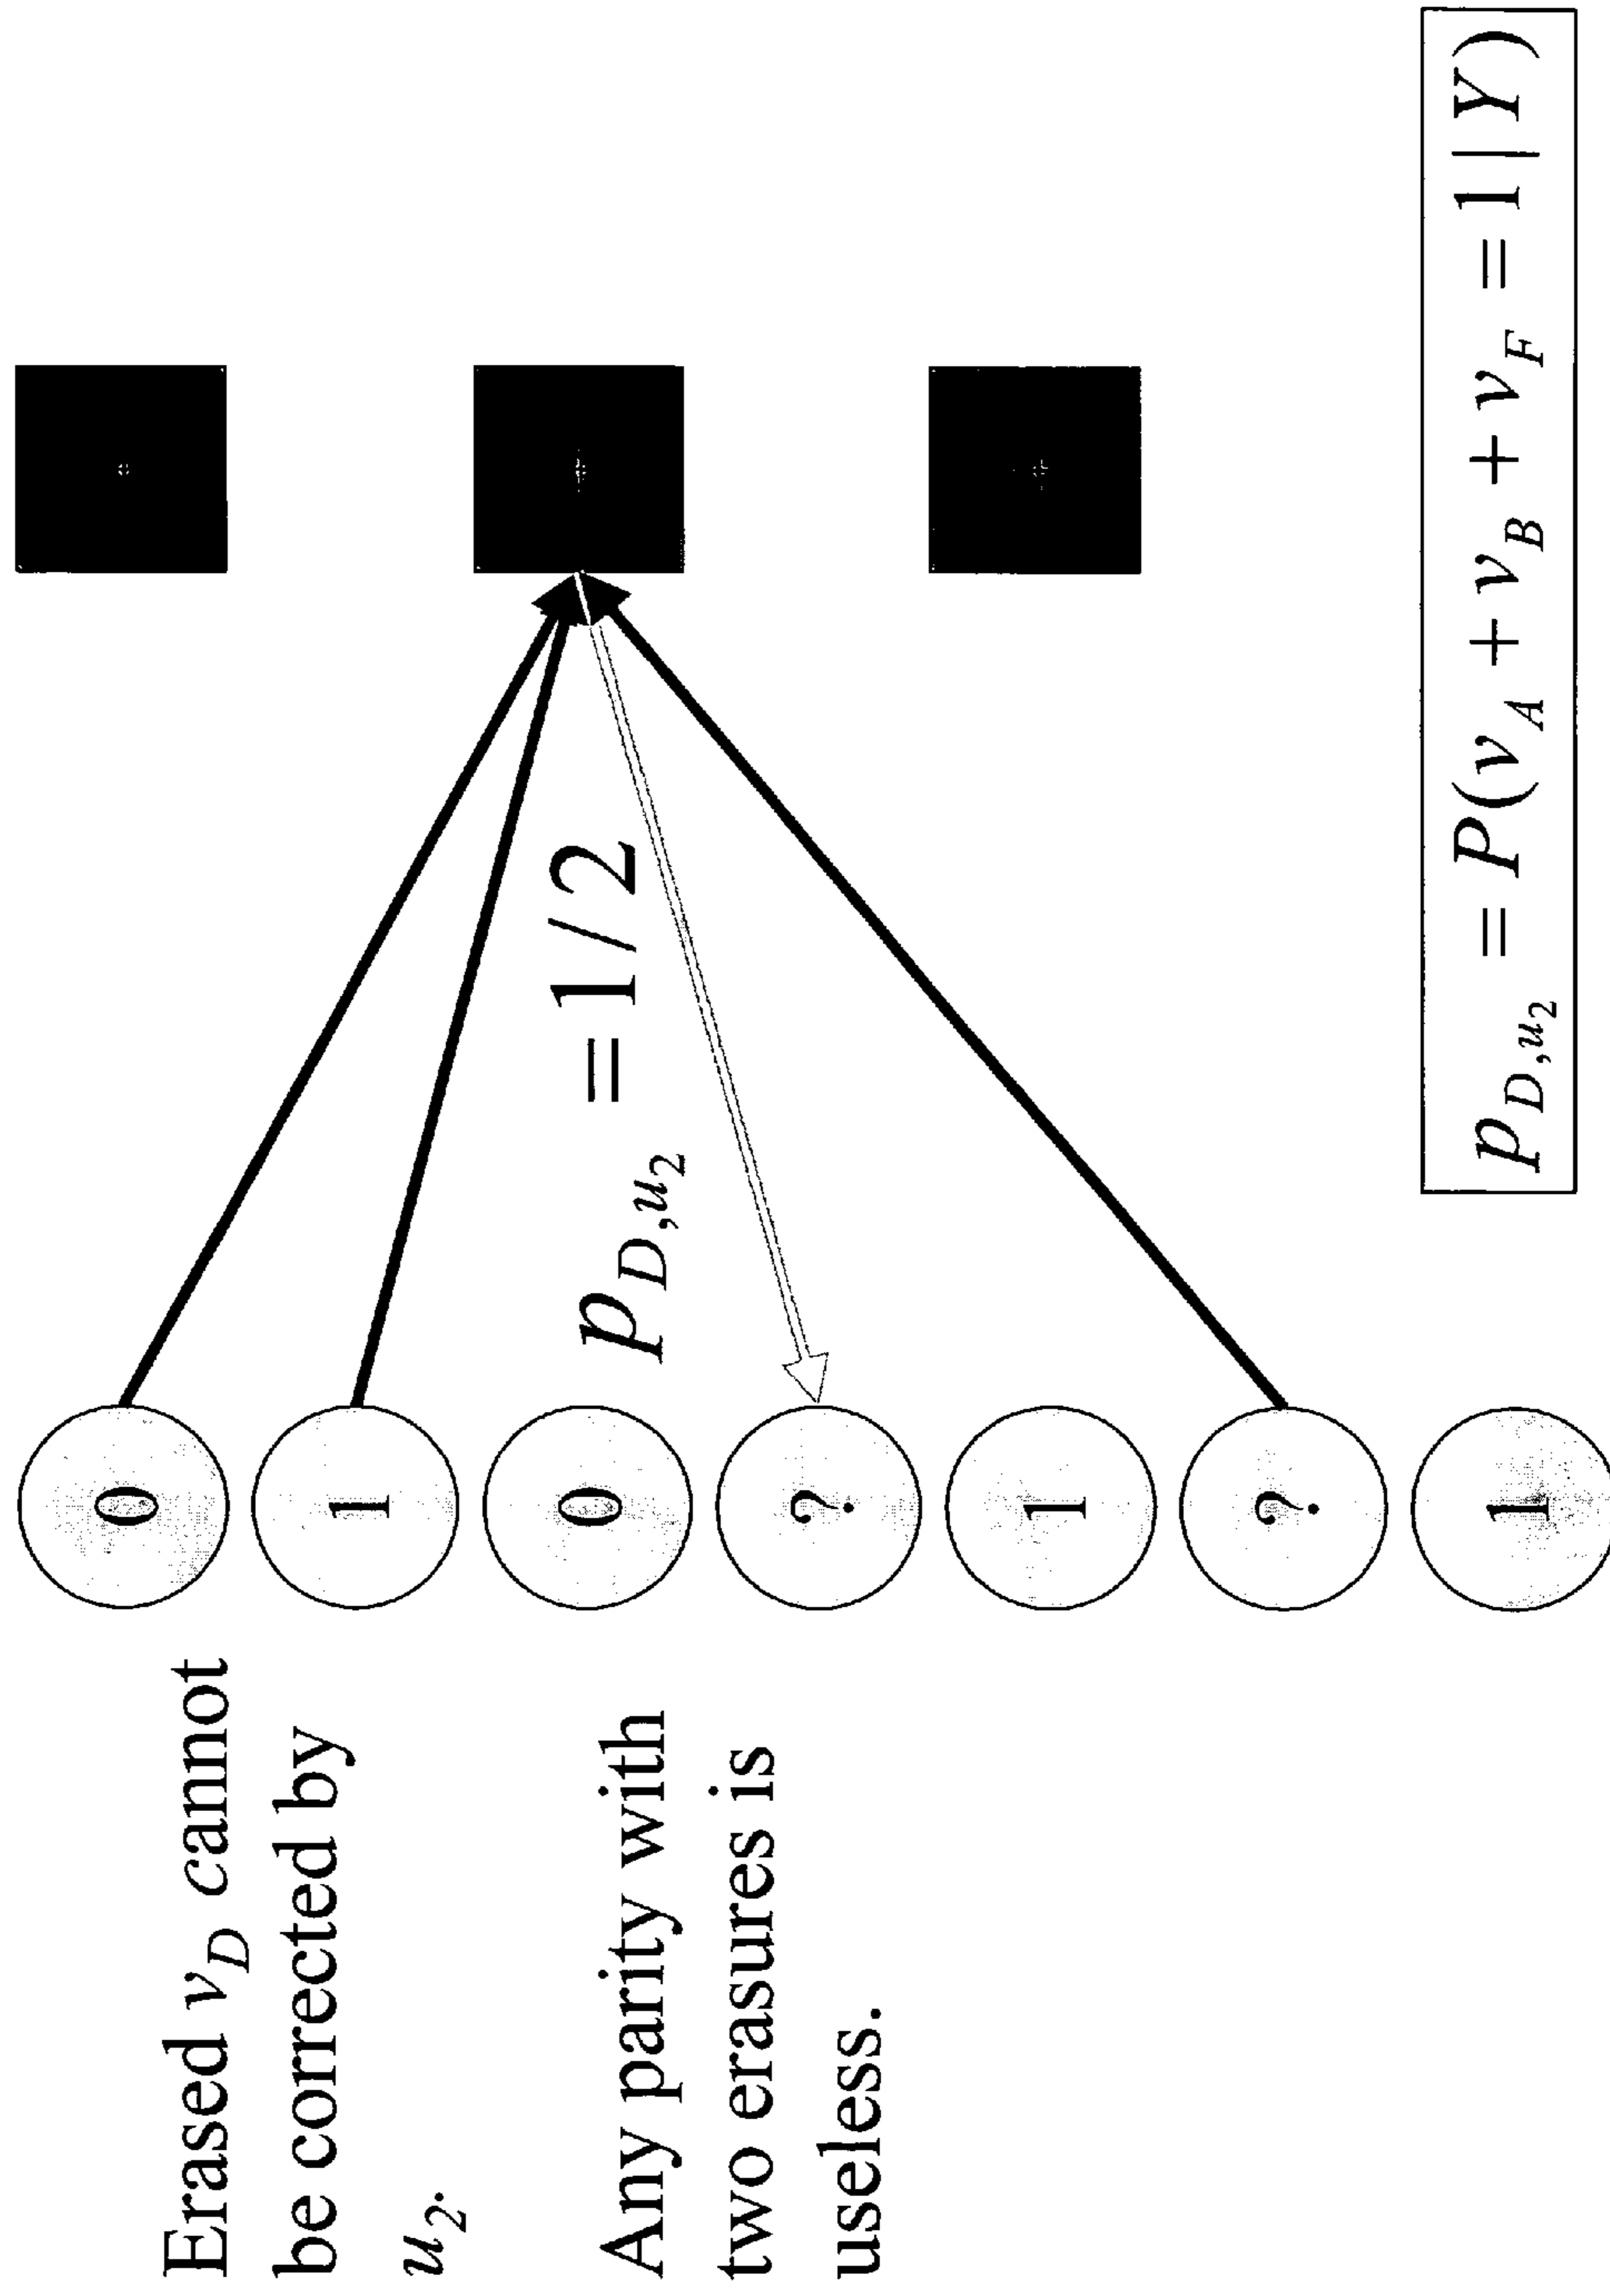 Erased v_D cannot
be corrected by
u_2.
Any parity with
two erasures is
useless.
0
1
0
?
1
?
1
p_{D,u_2} = 1/2
p_{D,u_2} = P(v_A + v_B + v_F = 1 | Y)